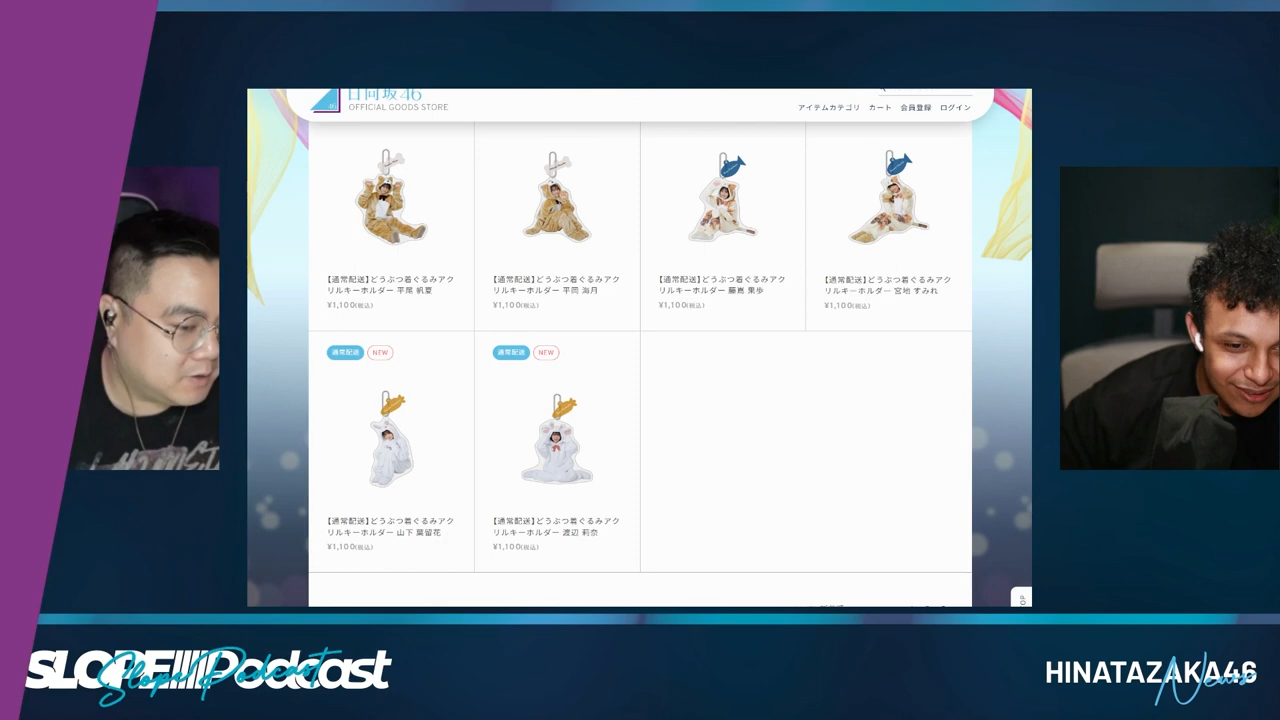 日向坂46
OFFICIAL GOODS STORE
アイテムカテゴリ カート 会員登録 ログイン
【通常配送】どうぶつ着ぐるみアク
リルキーホルダー 平尾 帆夏
¥1,100(税込)
【通常配送】どうぶつ着ぐるみアク
リルキーホルダー 平岡 海月
¥1,100(税込)
【通常配送】どうぶつ着ぐるみアク
リルキーホルダー 藤嶌 果歩
¥1,100(税込)
【通常配送】どうぶつ着ぐるみアク
リルキーホルダー 宮地 すみれ
¥1,100(税込)
通常配送 NEW
【通常配送】どうぶつ着ぐるみアク
リルキーホルダー 山下 葉留花
¥1,100(税込)
通常配送 NEW
【通常配送】どうぶつ着ぐるみアク
リルキーホルダー 渡辺 莉奈
¥1,100(税込)
SLOPE Podcast
Slope Podcast
HINATAZAKA46
News